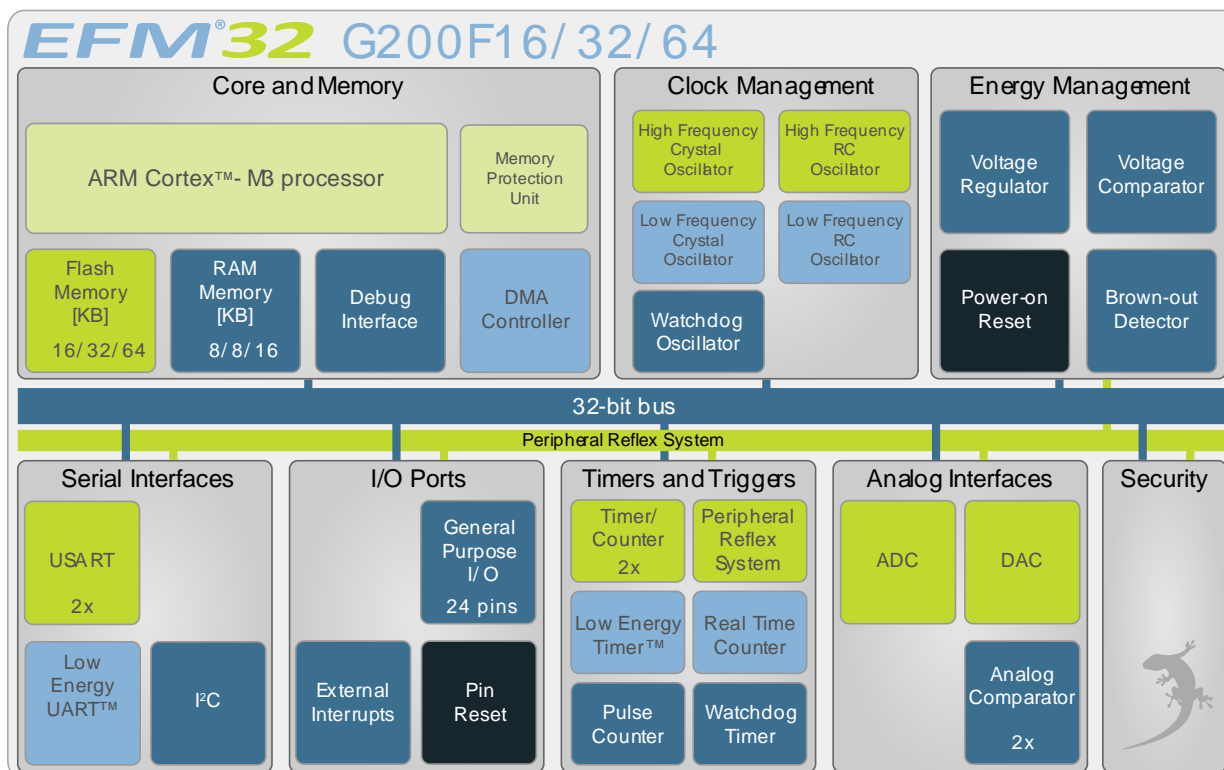 EFM®32 G200F16/32/64
Core and Memory
ARM Cortex™-M3 processor
Memory
Protection
Unit
Flash
Memory
[KB]
16/32/64
RAM
Memory
[KB]
8/8/16
Debug
Interface
DMA
Controller
Clock Management
High Frequency
Crystal
Oscillator
High Frequency
RC
Oscillator
Low Frequency
Crystal
Oscillator
Low Frequency
RC
Oscillator
Watchdog
Oscillator
Energy Management
Voltage
Regulator
Voltage
Comparator
Power-on
Reset
Brown-out
Detector
32-bit bus
Peripheral Reflex System
Serial Interfaces
USART
2x
Low
Energy
UART™
I²C
I/O Ports
General
Purpose
I/O
24 pins
External
Interrupts
Pin
Reset
Timers and Triggers
Timer/
Counter
2x
Peripheral
Reflex
System
Low Energy
Timer™
Real Time
Counter
Pulse
Counter
Watchdog
Timer
Analog Interfaces
ADC
DAC
Analog
Comparator
2x
Security